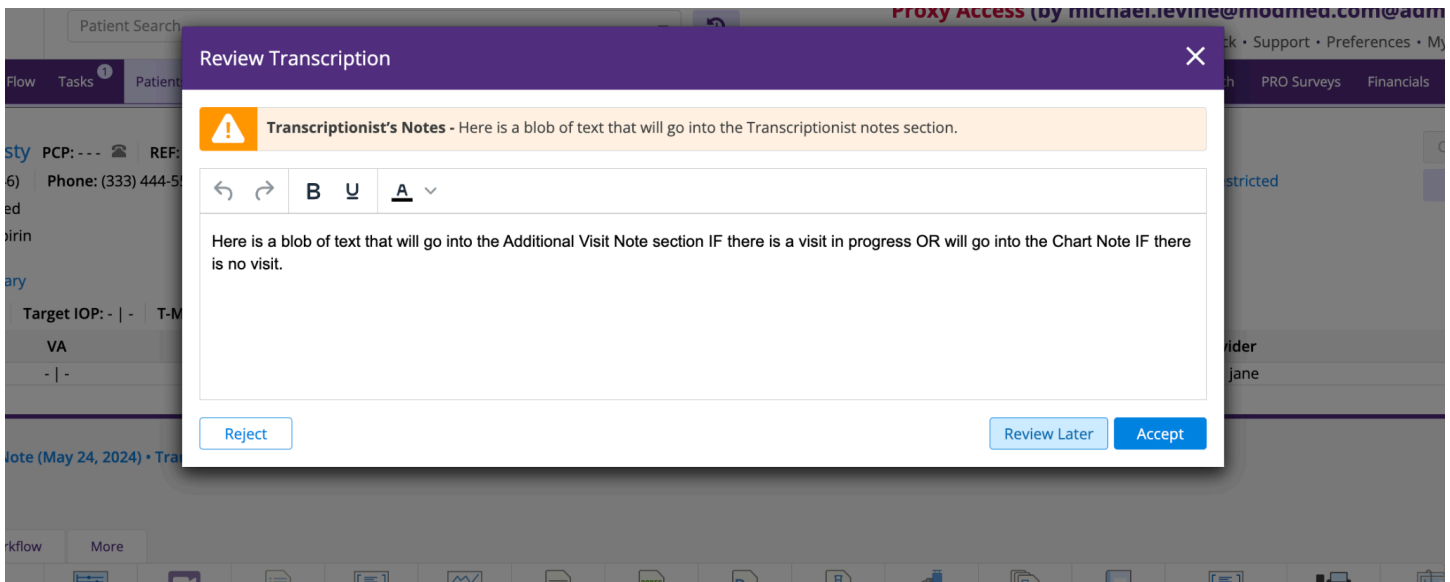 Patient Search
Proxy Access (by michael.levine@modmed.com@adm
Support • Preferences • My
Flow Tasks 1 Patient
PRO Surveys Financials
Review Transcription
Transcriptionist's Notes - Here is a blob of text that will go into the Transcriptionist notes section.
sty PCP: - - - REF:
6) Phone: (333) 444-5
stricted
ed
pirin
B U A
Here is a blob of text that will go into the Additional Visit Note section IF there is a visit in progress OR will go into the Chart Note IF there
is no visit.
ary
Target IOP: - | - T-M
VA
vider
- | -
jane
Reject Review Later Accept
Note (May 24, 2024) • Tra
rkflow More